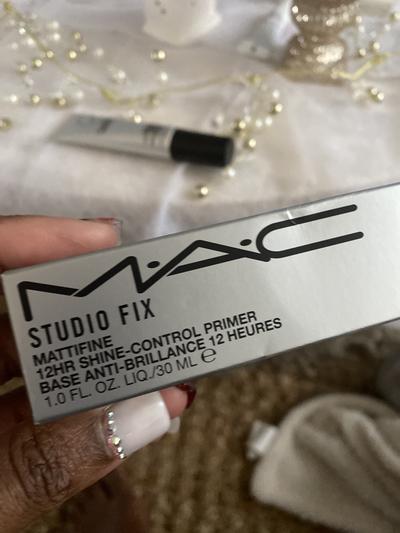 M·A·C
STUDIO FIX
MATTIFINE
12HR SHINE-CONTROL PRIMER
BASE ANTI-BRILLANCE 12 HEURES
1.0 FL. OZ. LIQ./30 ML ℮